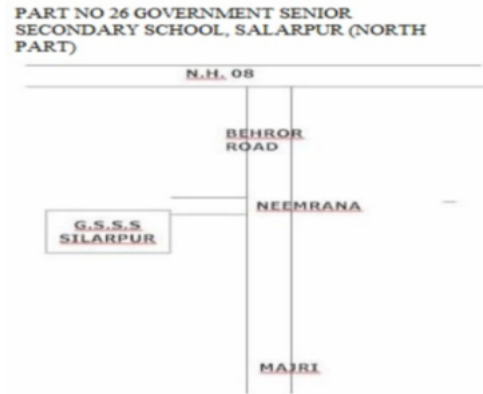 PART NO 26 GOVERNMENT SENIOR
SECONDARY SCHOOL, SALARPUR (NORTH
PART)
N.H. 08
BEHROR
ROAD
NEEMRANA
G.S.S.S
SILARPUR
MAJRI